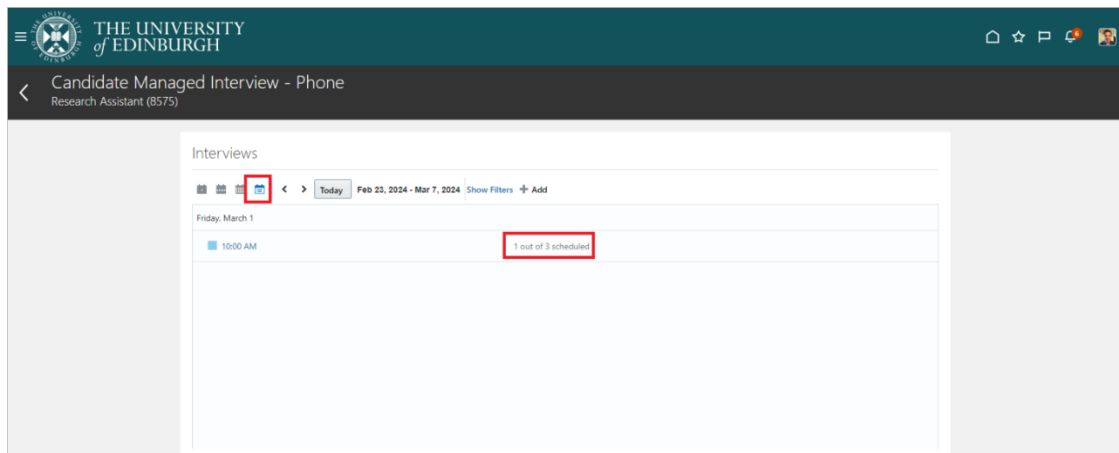 THE UNIVERSITY
of EDINBURGH
6
Candidate Managed Interview - Phone
Research Assistant (8575)
Interviews
Today Feb 23, 2024 - Mar 7, 2024 Show Filters Add
Friday, March 1
10:00 AM 1 out of 3 scheduled